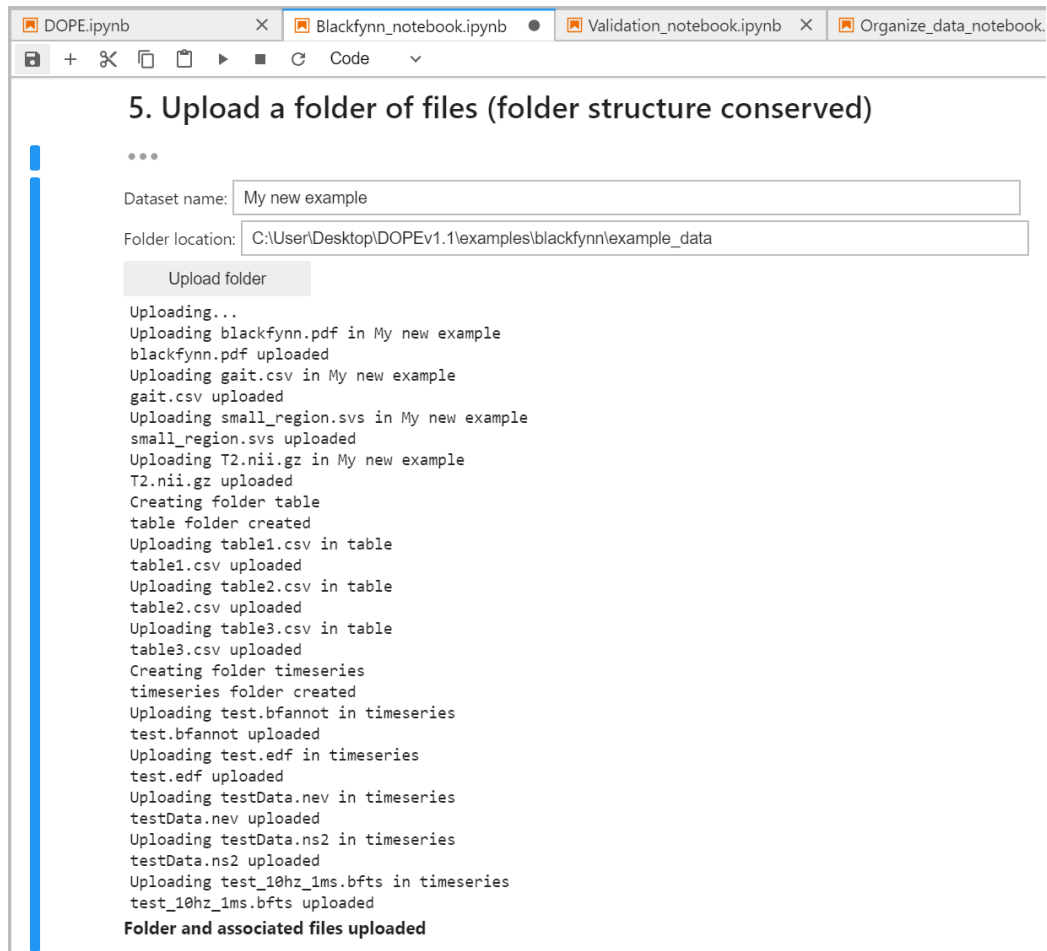 DOPE.ipynb
Blackfynn_notebook.ipynb
Validation_notebook.ipynb
Organize_data_notebook.
Code
5. Upload a folder of files (folder structure conserved)
Dataset name: My new example
Folder location: C:\User\Desktop\DOPEv1.1\examples\blackfynn\example_data
Upload folder
Uploading...
Uploading blackfynn.pdf in My new example
blackfynn.pdf uploaded
Uploading gait.csv in My new example
gait.csv uploaded
Uploading small_region.svs in My new example
small_region.svs uploaded
Uploading T2.nii.gz in My new example
T2.nii.gz uploaded
Creating folder table
table folder created
Uploading table1.csv in table
table1.csv uploaded
Uploading table2.csv in table
table2.csv uploaded
Uploading table3.csv in table
table3.csv uploaded
Creating folder timeseries
timeseries folder created
Uploading test.bfannot in timeseries
test.bfannot uploaded
Uploading test.edf in timeseries
test.edf uploaded
Uploading testData.nev in timeseries
testData.nev uploaded
Uploading testData.ns2 in timeseries
testData.ns2 uploaded
Uploading test_10hz_1ms.bfts in timeseries
test_10hz_1ms.bfts uploaded
Folder and associated files uploaded